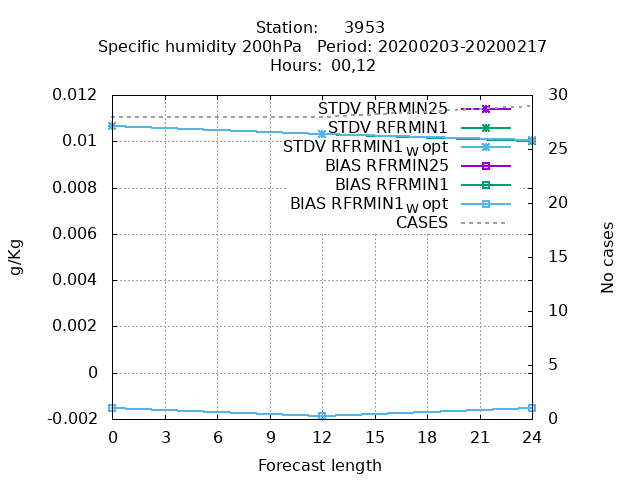 Station: 3953
Specific humidity 200hPa Period: 20200203-20200217
Hours: 00,12
0.012
0.01
0.008
0.006
0.004
0.002
0
-0.002
g/Kg
STDV RFRMIN25
STDV RFRMIN1
STDV RFRMIN1_W opt
BIAS RFRMIN25
BIAS RFRMIN1
BIAS RFRMIN1_W opt
CASES
30
25
20
15
10
5
0
No cases
0 3 6 9 12 15 18 21 24
Forecast length